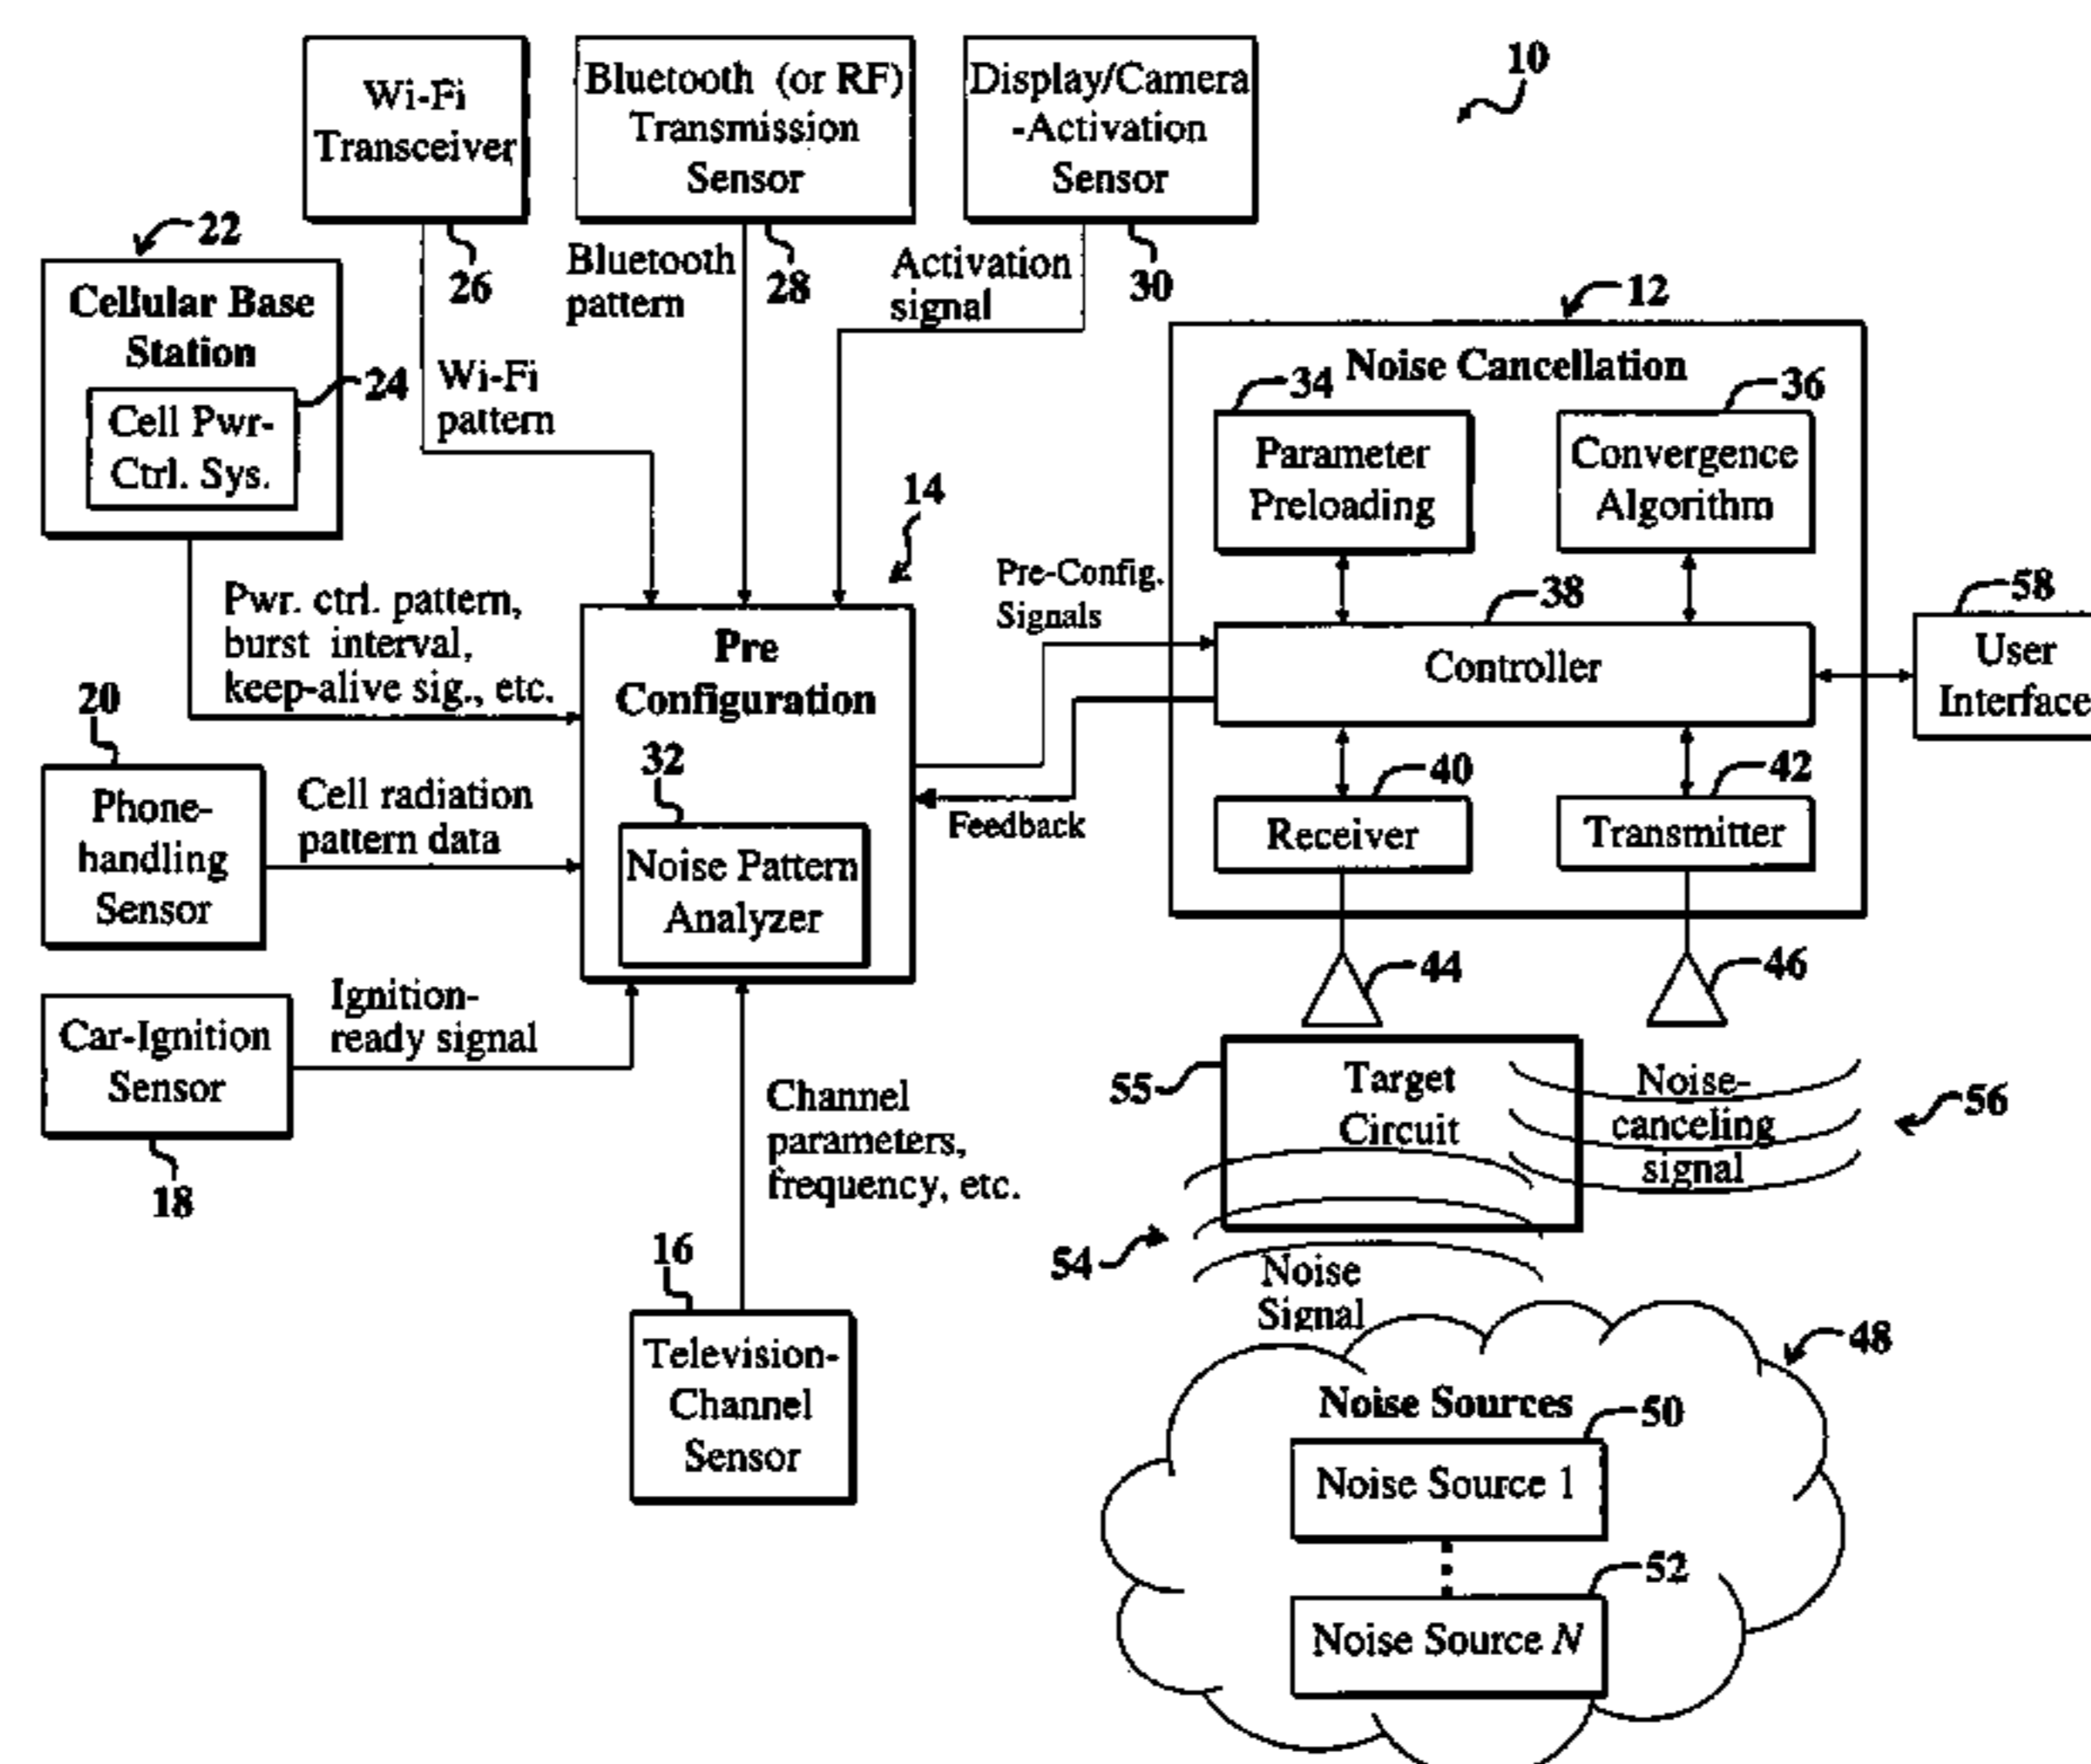 10
Wi-Fi
Transceiver
26
Bluetooth (or RF)
Transmission
Sensor
28
Display/Camera
-Activation
Sensor
30
22
Cellular Base
Station
24
Cell Pwr-
Ctrl. Sys.
Wi-Fi
pattern
Bluetooth
pattern
Activation
signal
12
Noise Cancellation
34
Parameter
Preloading
36
Convergence
Algorithm
14
Pre-Config.
Signals
38
Controller
58
User
Interface
Pwr. ctrl. pattern,
burst interval,
keep-alive sig., etc.
Pre
Configuration
32
Noise Pattern
Analyzer
Feedback
40
Receiver
42
Transmitter
20
Phone-
handling
Sensor
Cell radiation
pattern data
44
46
Car-Ignition
Sensor
18
Ignition-
ready signal
Channel
parameters,
frequency, etc.
16
Television-
Channel
Sensor
55
Target
Circuit
Noise-
canceling
signal
56
54
Noise
Signal
48
Noise Sources
50
Noise Source 1
52
Noise Source N